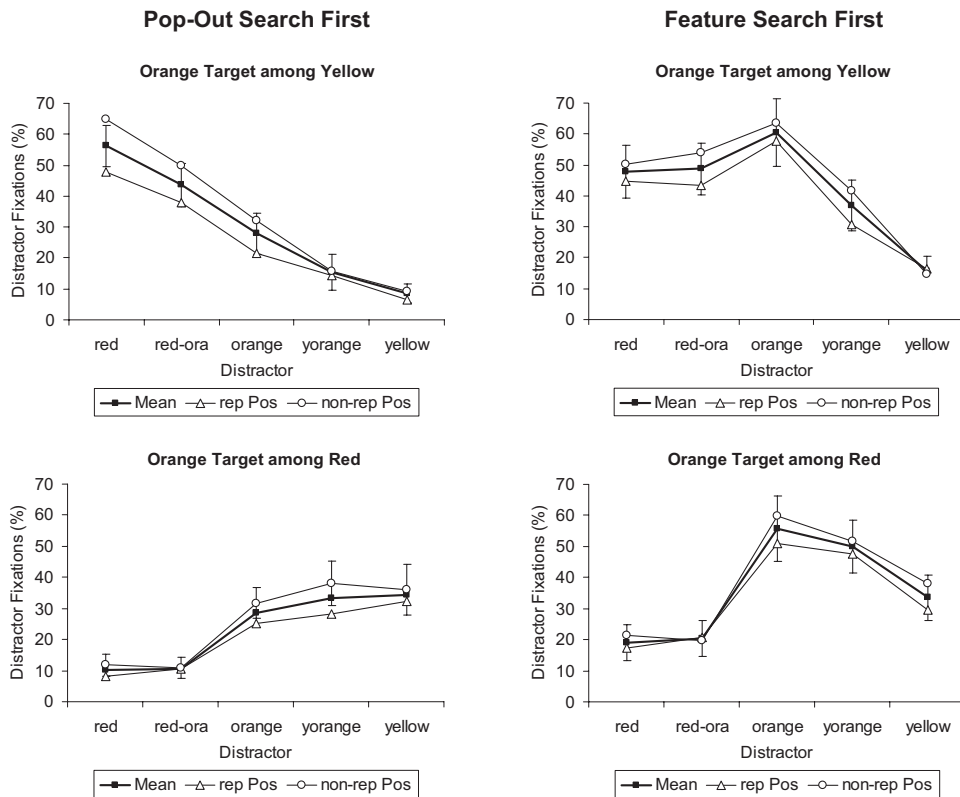 Pop-Out Search First
Orange Target among Yellow
Distractor Fixations (%)
70
60
50
40
30
20
10
0
red red-ora orange yorange yellow
Distractor
Mean rep Pos non-rep Pos
Orange Target among Red
Distractor Fixations (%)
70
60
50
40
30
20
10
0
red red-ora orange yorange yellow
Distractor
Mean rep Pos non-rep Pos
Feature Search First
Orange Target among Yellow
Distractor Fixations (%)
70
60
50
40
30
20
10
0
red red-ora orange yorange yellow
Distractor
Mean rep Pos non-rep Pos
Orange Target among Red
Distractor Fixations (%)
70
60
50
40
30
20
10
0
red red-ora orange yorange yellow
Distractor
Mean rep Pos non-rep Pos